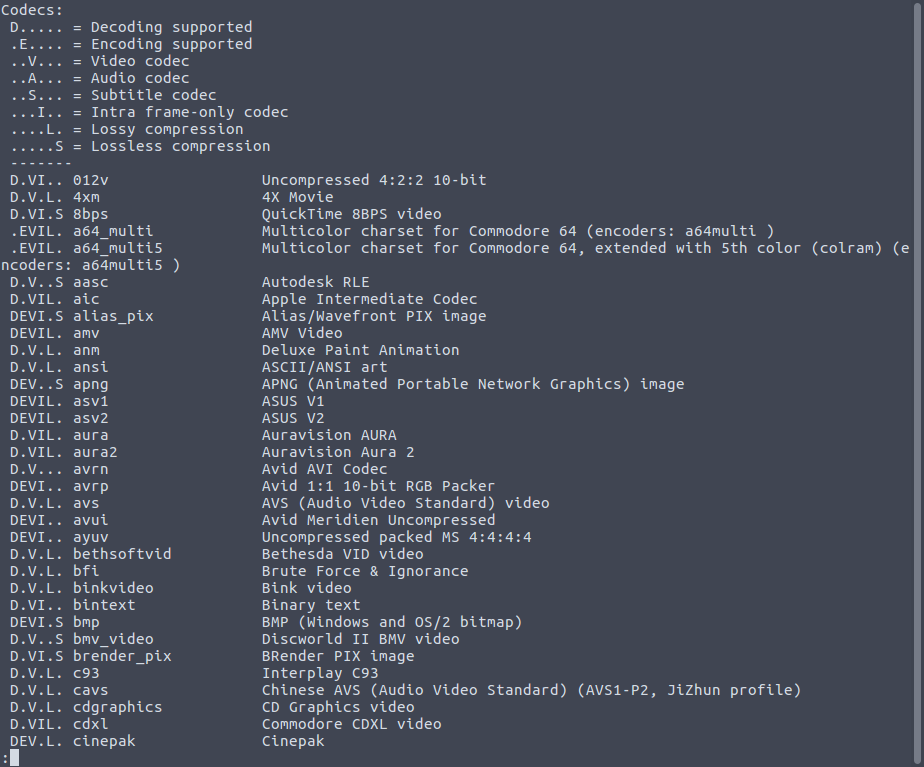 Codecs:
 D..... = Decoding supported
 .E.... = Encoding supported
 ..V... = Video codec
 ..A... = Audio codec
 ..S... = Subtitle codec
 ...I.. = Intra frame-only codec
 ....L. = Lossy compression
 .....S = Lossless compression
 -------
 D.VI.. 012v                 Uncompressed 4:2:2 10-bit
 D.V.L. 4xm                  4X Movie
 D.VI.S 8bps                 QuickTime 8BPS video
 .EVIL. a64_multi            Multicolor charset for Commodore 64 (encoders: a64multi )
 .EVIL. a64_multi5           Multicolor charset for Commodore 64, extended with 5th color (colram) (e
ncoders: a64multi5 )
 D.V..S aasc                 Autodesk RLE
 D.VIL. aic                  Apple Intermediate Codec
 DEVI.S alias_pix            Alias/Wavefront PIX image
 DEVIL. amv                  AMV Video
 D.V.L. anm                  Deluxe Paint Animation
 D.V.L. ansi                 ASCII/ANSI art
 DEV..S apng                 APNG (Animated Portable Network Graphics) image
 DEVIL. asv1                 ASUS V1
 DEVIL. asv2                 ASUS V2
 D.VIL. aura                 Auravision AURA
 D.VIL. aura2                Auravision Aura 2
 D.V... avrn                 Avid AVI Codec
 DEVI.. avrp                 Avid 1:1 10-bit RGB Packer
 D.V.L. avs                  AVS (Audio Video Standard) video
 DEVI.. avui                 Avid Meridien Uncompressed
 DEVI.. ayuv                 Uncompressed packed MS 4:4:4:4
 D.V.L. bethsoftvid          Bethesda VID video
 D.V.L. bfi                  Brute Force & Ignorance
 D.V.L. binkvideo            Bink video
 D.VI.. bintext              Binary text
 DEVI.S bmp                  BMP (Windows and OS/2 bitmap)
 D.V..S bmv_video            Discworld II BMV video
 D.VI.S brender_pix          BRender PIX image
 D.V.L. c93                  Interplay C93
 D.V.L. cavs                 Chinese AVS (Audio Video Standard) (AVS1-P2, JiZhun profile)
 D.V.L. cdgraphics           CD Graphics video
 D.VIL. cdxl                 Commodore CDXL video
 DEV.L. cinepak              Cinepak
: